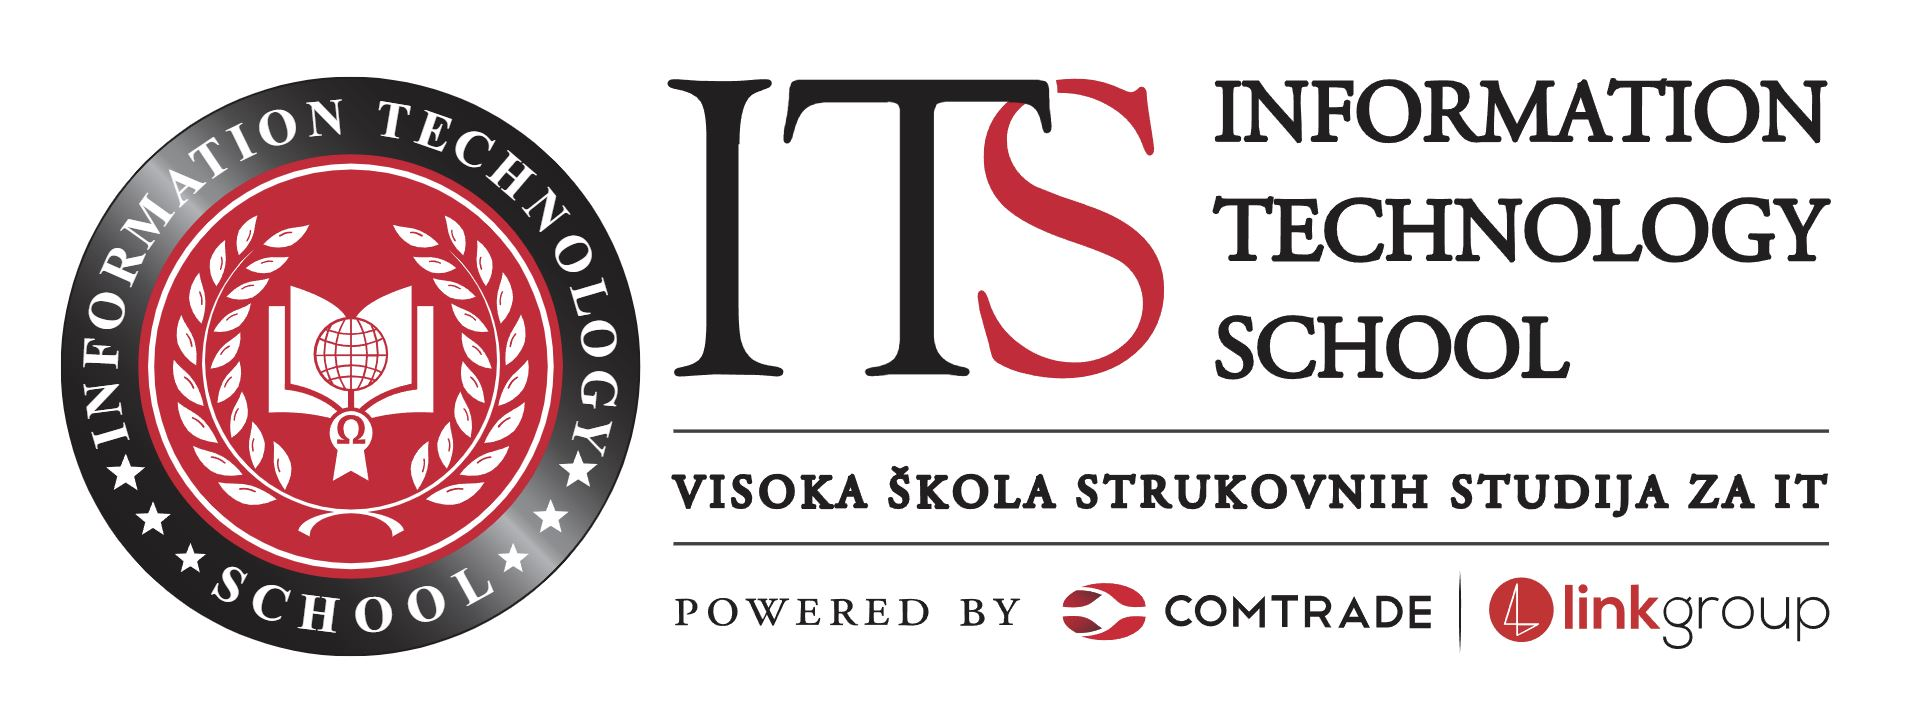 INFORMATION TECHNOLOGY
SCHOOL
Ω
ITS
INFORMATION
TECHNOLOGY
SCHOOL
VISOKA ŠKOLA STRUKOVNIH STUDIJA ZA IT
POWERED BY COMTRADE linkgroup